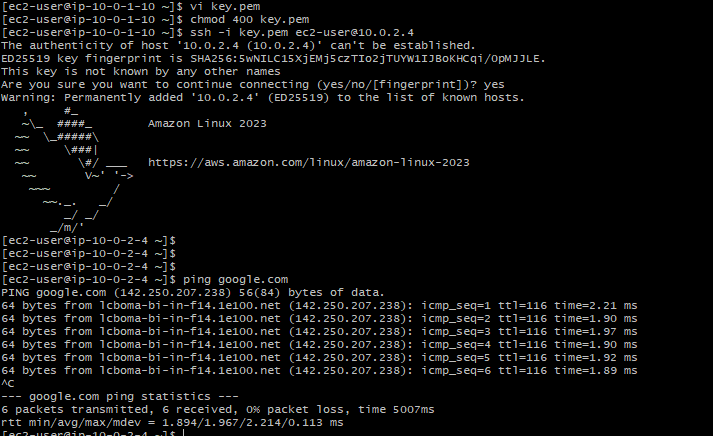 [ec2-user@ip-10-0-1-10 ~]$ vi key.pem
[ec2-user@ip-10-0-1-10 ~]$ chmod 400 key.pem
[ec2-user@ip-10-0-1-10 ~]$ ssh -i key.pem ec2-user@10.0.2.4
The authenticity of host '10.0.2.4 (10.0.2.4)' can't be established.
ED25519 key fingerprint is SHA256:5wNILC15XjEMj5czTIo2jTUYW1IJBoKHCqi/OpMJJLE.
This key is not known by any other names
Are you sure you want to continue connecting (yes/no/[fingerprint])? yes
Warning: Permanently added '10.0.2.4' (ED25519) to the list of known hosts.
   ,     #_
   ~\_  ####_        Amazon Linux 2023
  ~~  \_#####\
  ~~     \###|
  ~~       \#/ ___   https://aws.amazon.com/linux/amazon-linux-2023
   ~~       V~' '->
    ~~~         /
      ~~._.   _/
         _/ _/
       _/m/'
[ec2-user@ip-10-0-2-4 ~]$
[ec2-user@ip-10-0-2-4 ~]$
[ec2-user@ip-10-0-2-4 ~]$
[ec2-user@ip-10-0-2-4 ~]$ ping google.com
PING google.com (142.250.207.238) 56(84) bytes of data.
64 bytes from lcboma-bi-in-f14.1e100.net (142.250.207.238): icmp_seq=1 ttl=116 time=2.21 ms
64 bytes from lcboma-bi-in-f14.1e100.net (142.250.207.238): icmp_seq=2 ttl=116 time=1.90 ms
64 bytes from lcboma-bi-in-f14.1e100.net (142.250.207.238): icmp_seq=3 ttl=116 time=1.97 ms
64 bytes from lcboma-bi-in-f14.1e100.net (142.250.207.238): icmp_seq=4 ttl=116 time=1.90 ms
64 bytes from lcboma-bi-in-f14.1e100.net (142.250.207.238): icmp_seq=5 ttl=116 time=1.92 ms
64 bytes from lcboma-bi-in-f14.1e100.net (142.250.207.238): icmp_seq=6 ttl=116 time=1.89 ms
^C
--- google.com ping statistics ---
6 packets transmitted, 6 received, 0% packet loss, time 5007ms
rtt min/avg/max/mdev = 1.894/1.967/2.214/0.113 ms
[ec2-user@ip-10-0-2-4 ~]$